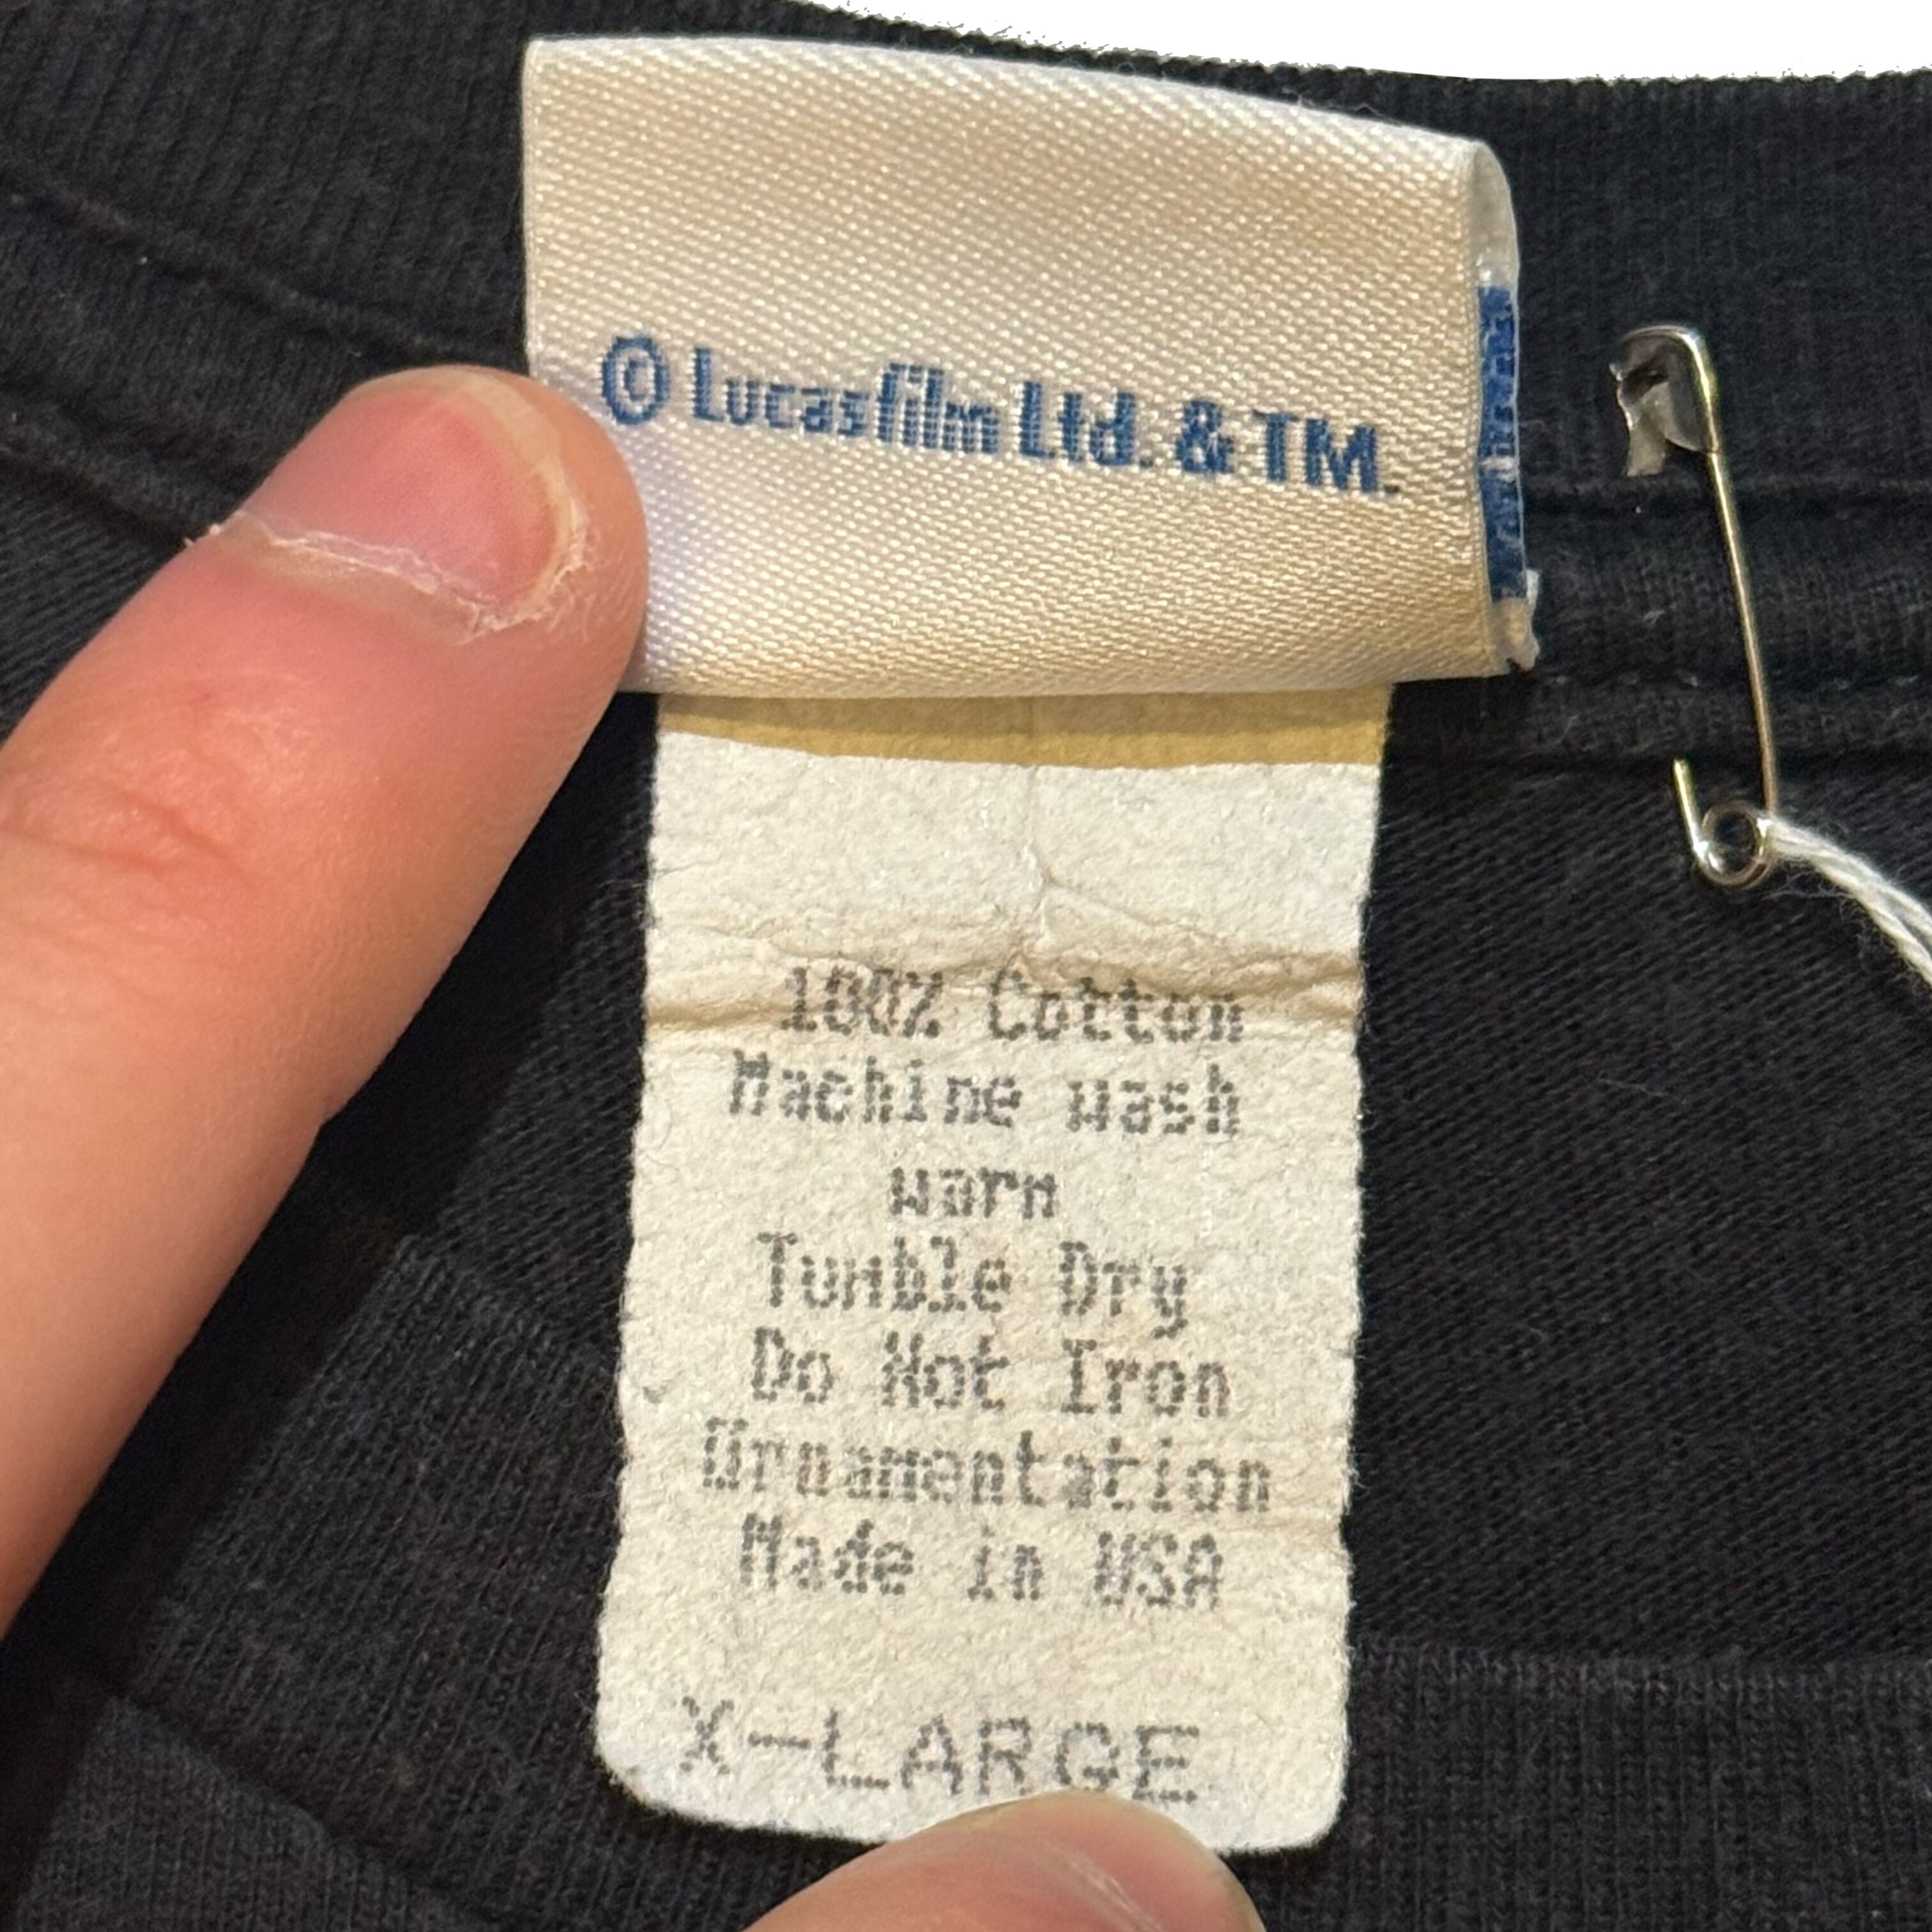 © Lucasfilm Ltd. & TM.
100% Cotton
Machine wash
warm
Tumble Dry
Do Not Iron
Ornamentation
Made in USA
X-LARGE